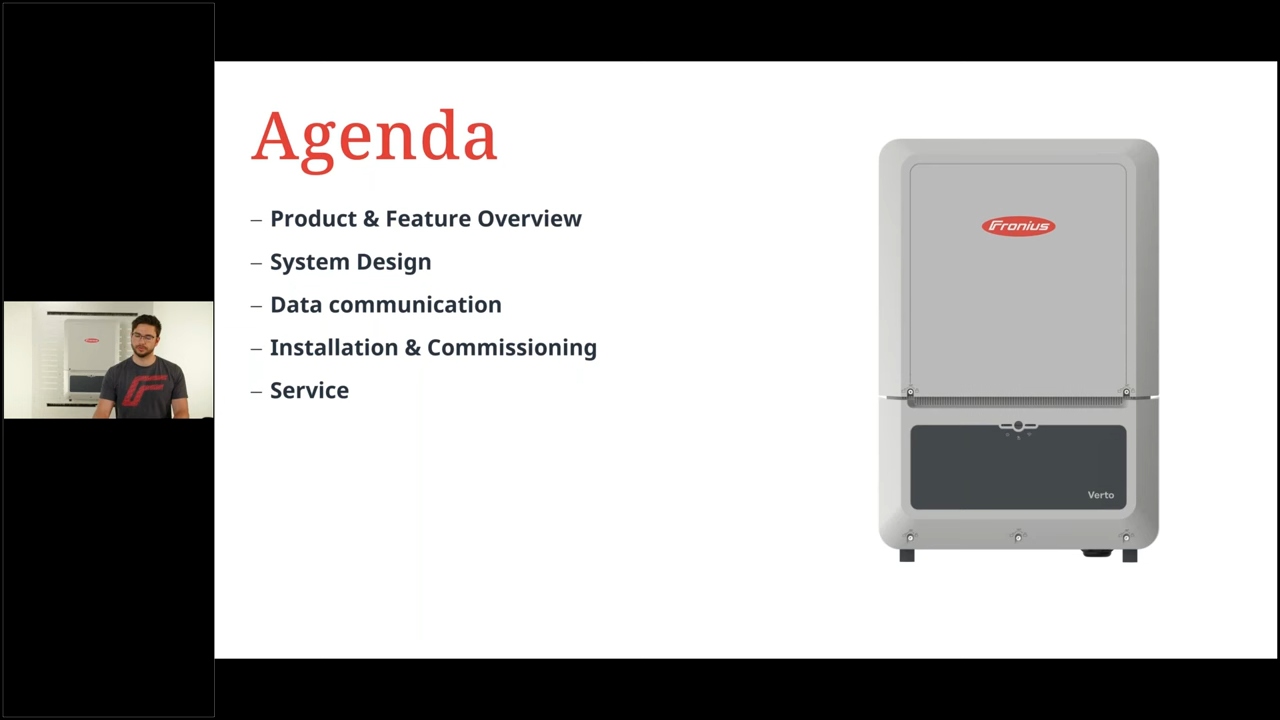 Agenda
– Product & Feature Overview
– System Design
– Data communication
– Installation & Commissioning
– Service
Fronius
Verto